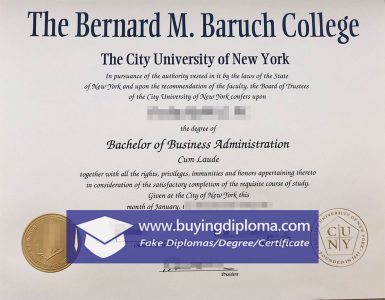 The Bernard M. Baruch College
The City University of New York
In pursuance of the authority vested in it by the laws of the State
of New York and upon the recommendation of the faculty, the Board of Trustees
of the City University of New York confers upon
the degree of
Bachelor of Business Administration
Cum Laude
together with all the rights, privileges, immunities and honors appertaining thereto
in consideration of the satisfactory completion of the requisite course of study.
Given at the City of New York this
month of January,
www.buyingdiploma.com
Fake Diplomas/Degree/Certificate
President
CU
NY